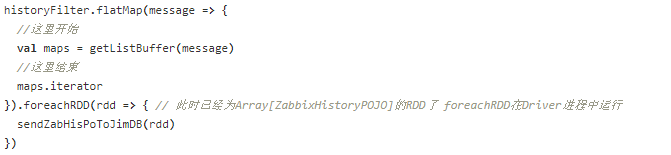 historyFilter.flatMap(message => {
//这里开始
val maps = getListBuffer(message)
//这里结束
maps.iterator
}).foreachRDD(rdd => { // 此时已经为Array[ZabbixHistoryPOJO]的RDD了 foreachRDD在Driver进程中运行
sendZabHisPoToJimDB(rdd)
})